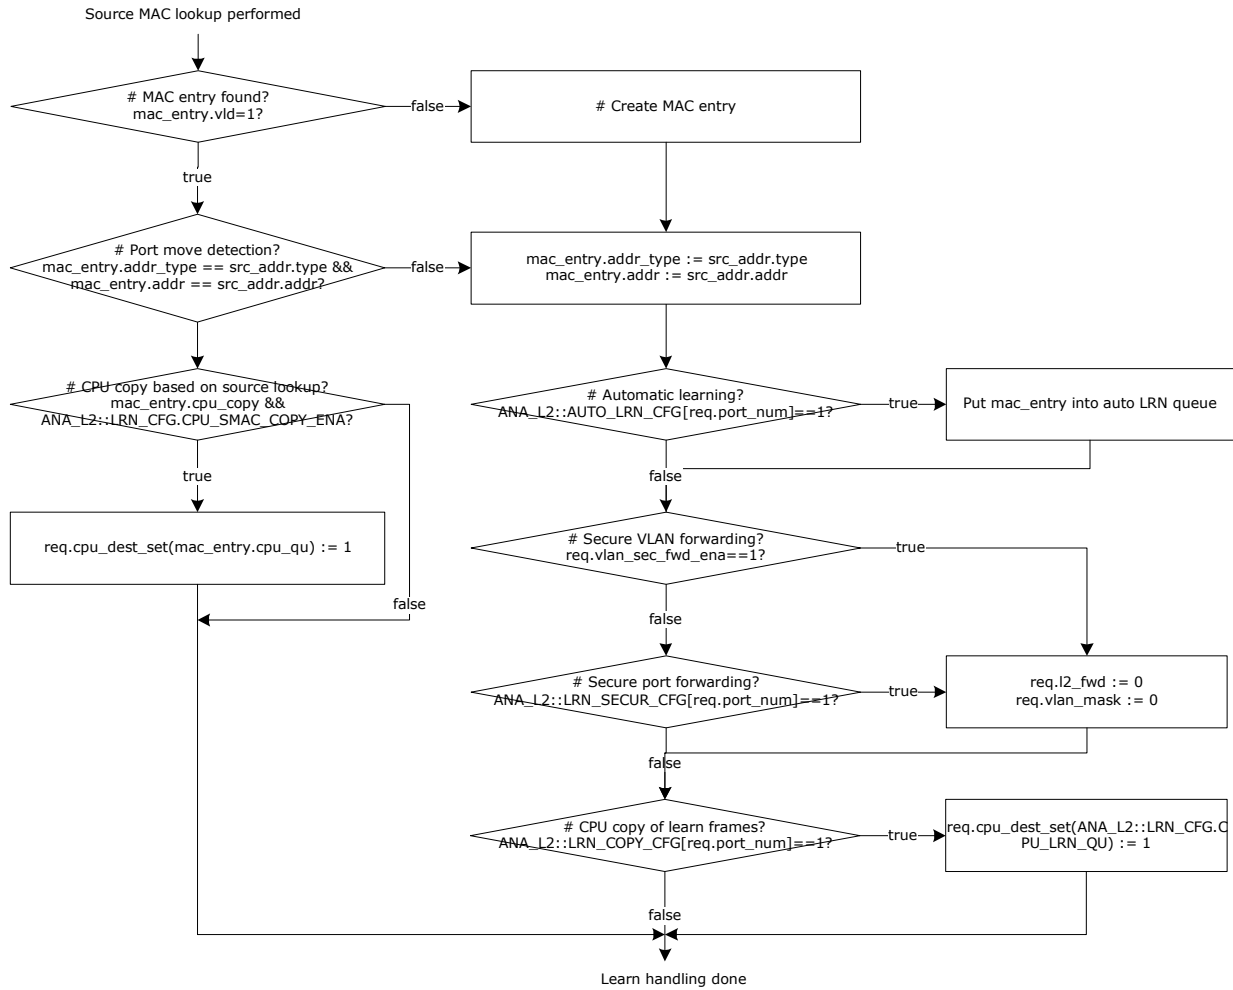 Source MAC lookup performed
# MAC entry found?
mac_entry.vld=1?
false
# Create MAC entry
true
# Port move detection?
mac_entry.addr_type == src_addr.type &&
mac_entry.addr == src_addr.addr?
false
mac_entry.addr_type := src_addr.type
mac_entry.addr := src_addr.addr
# CPU copy based on source lookup?
mac_entry.cpu_copy &&
ANA_L2::LRN_CFG.CPU_SMAC_COPY_ENA?
# Automatic learning?
ANA_L2::AUTO_LRN_CFG[req.port_num]==1?
true
Put mac_entry into auto LRN queue
true
false
req.cpu_dest_set(mac_entry.cpu_qu) := 1
# Secure VLAN forwarding?
req.vlan_sec_fwd_ena==1?
true
false
false
# Secure port forwarding?
ANA_L2::LRN_SECUR_CFG[req.port_num]==1?
true
req.l2_fwd := 0
req.vlan_mask := 0
false
# CPU copy of learn frames?
ANA_L2::LRN_COPY_CFG[req.port_num]==1?
true
req.cpu_dest_set(ANA_L2::LRN_CFG.C
PU_LRN_QU) := 1
false
Learn handling done